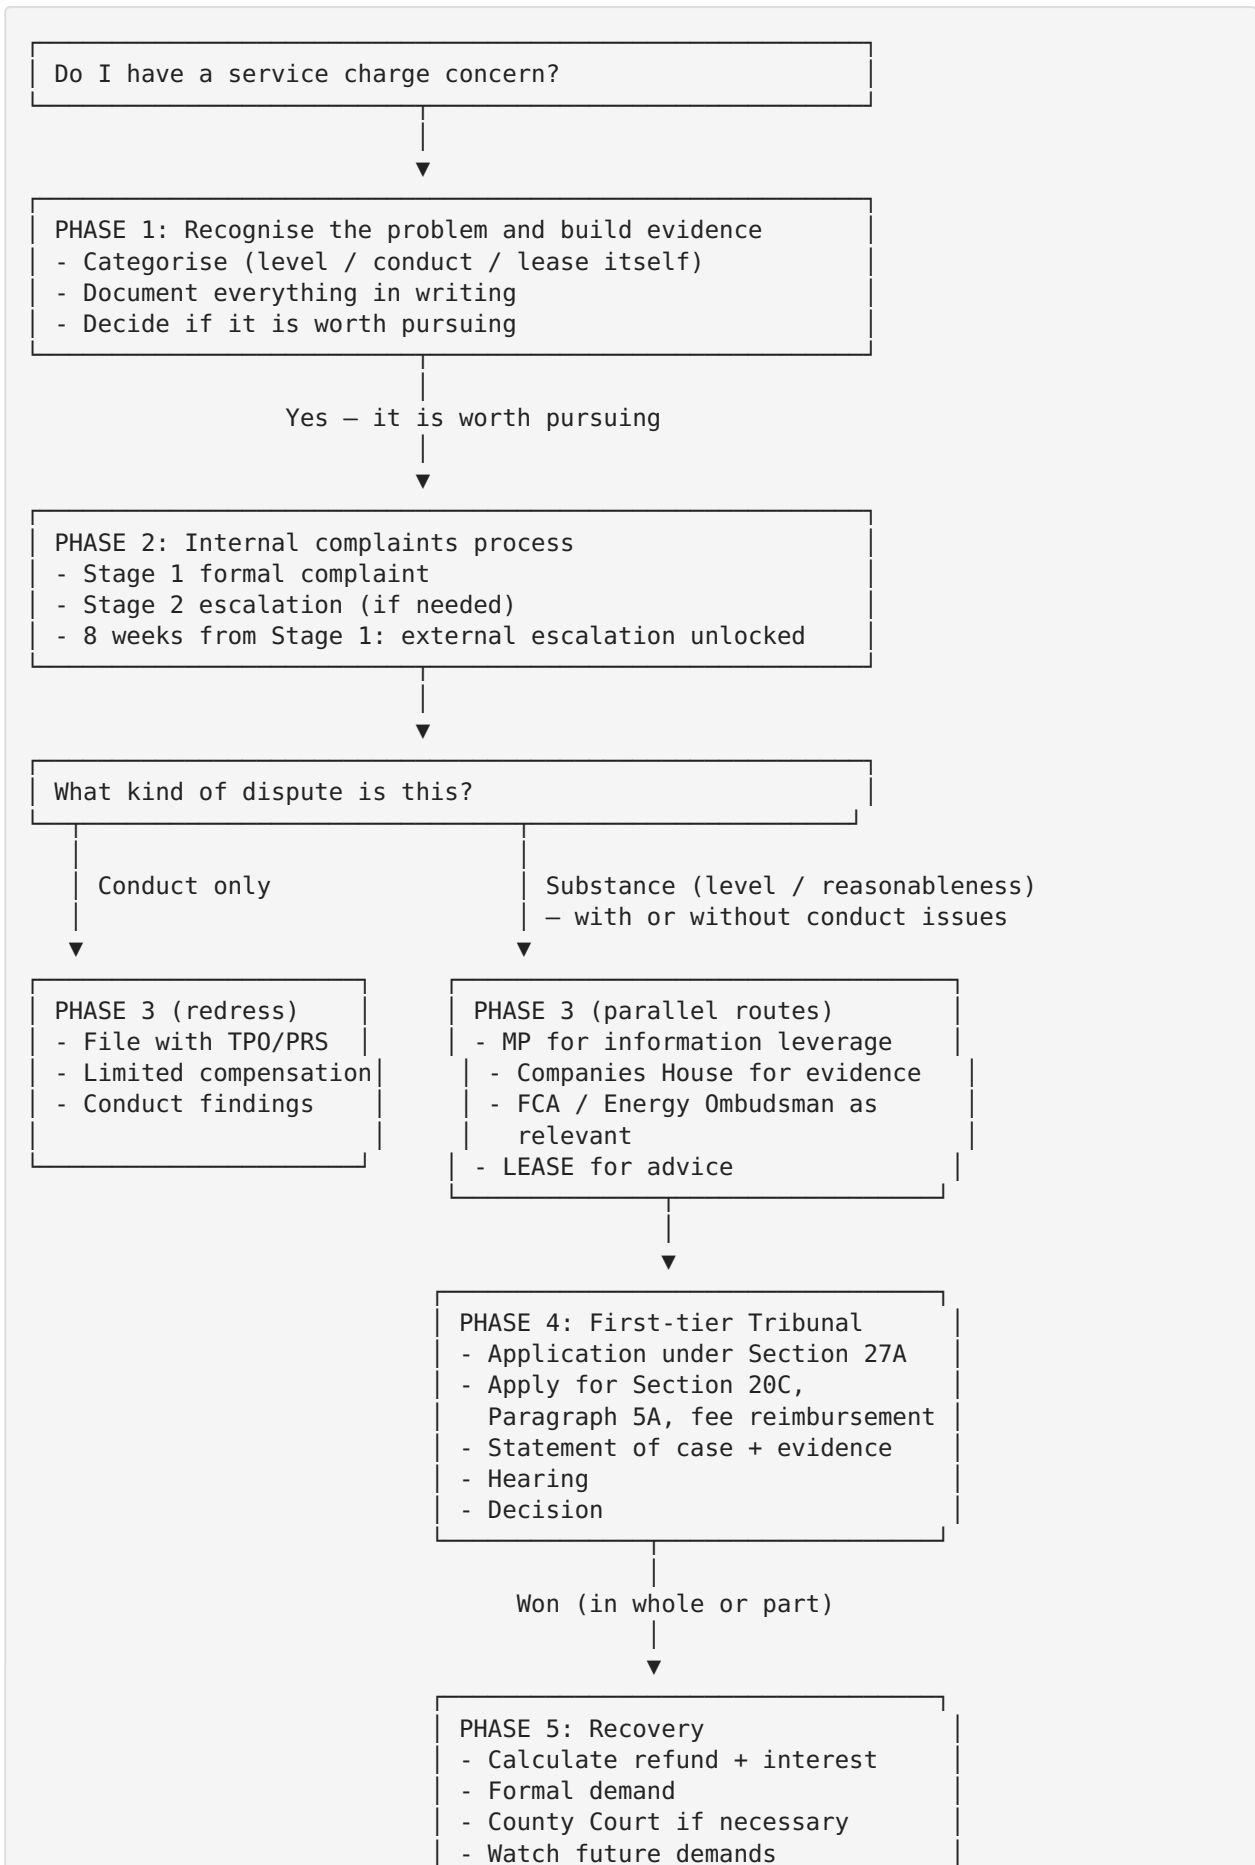 Do I have a service charge concern?
PHASE 1: Recognise the problem and build evidence
- Categorise (level / conduct / lease itself)
- Document everything in writing
- Decide if it is worth pursuing
Yes — it is worth pursuing
PHASE 2: Internal complaints process
- Stage 1 formal complaint
- Stage 2 escalation (if needed)
- 8 weeks from Stage 1: external escalation unlocked
What kind of dispute is this?
Conduct only
Substance (level / reasonableness)
— with or without conduct issues
PHASE 3 (redress)
- File with TPO/PRS
- Limited compensation
- Conduct findings
PHASE 3 (parallel routes)
- MP for information leverage
- Companies House for evidence
- FCA / Energy Ombudsman as
relevant
- LEASE for advice
PHASE 4: First-tier Tribunal
- Application under Section 27A
- Apply for Section 20C,
Paragraph 5A, fee reimbursement
- Statement of case + evidence
- Hearing
- Decision
Won (in whole or part)
PHASE 5: Recovery
- Calculate refund + interest
- Formal demand
- County Court if necessary
- Watch future demands